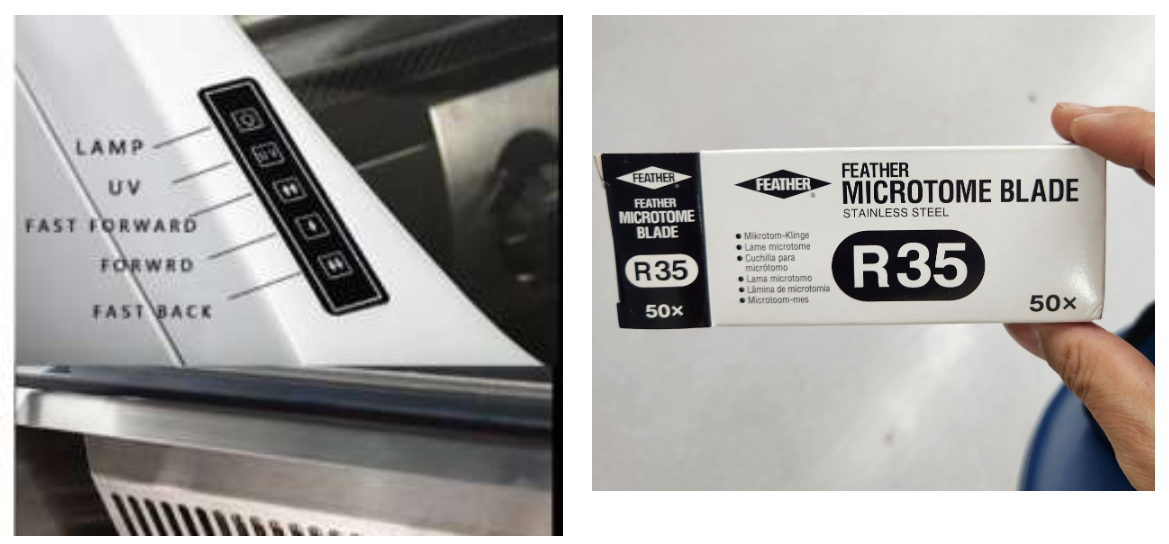 LAMP
UV
FAST FORWARD
FORWRD
FAST BACK
UV
FEATHER
FEATHER
MICROTOME
BLADE
R35
50×
FEATHER
®
FEATHER
MICROTOME BLADE
STAINLESS STEEL
● Mikrotom-Klinge
● Lame microtome
● Cuchilla para
micrótomo
● Lama microtomo
● Lâmina de microtomia
● Microtoom-mes
R35
50×